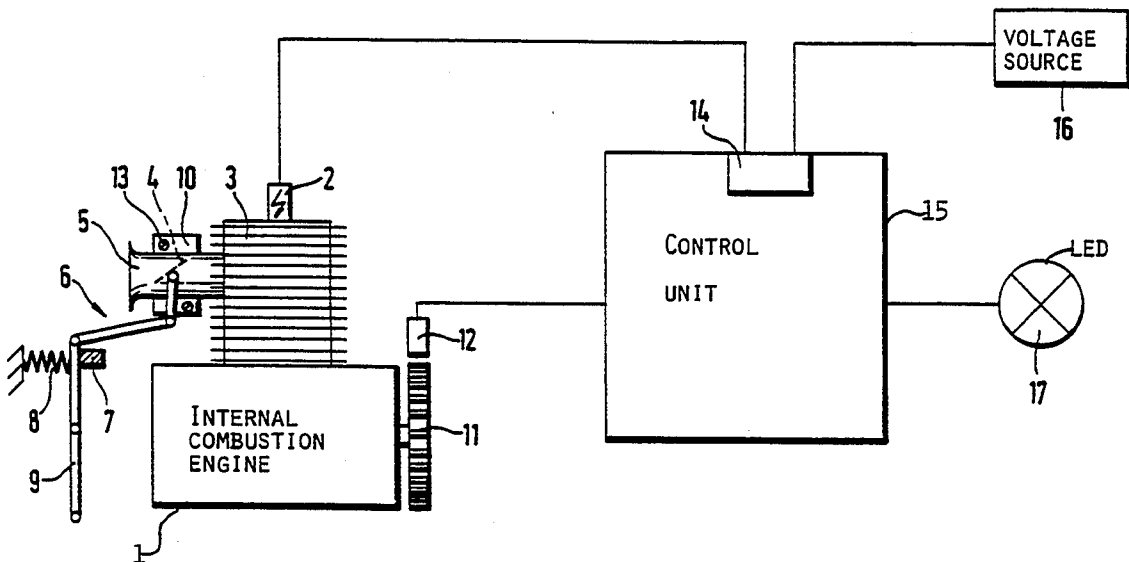 VOLTAGE
SOURCE
16
14
13
4
10
3
2
5
15
CONTROL
UNIT
LED
6
12
17
8
7
INTERNAL
COMBUSTION
ENGINE
11
9
1